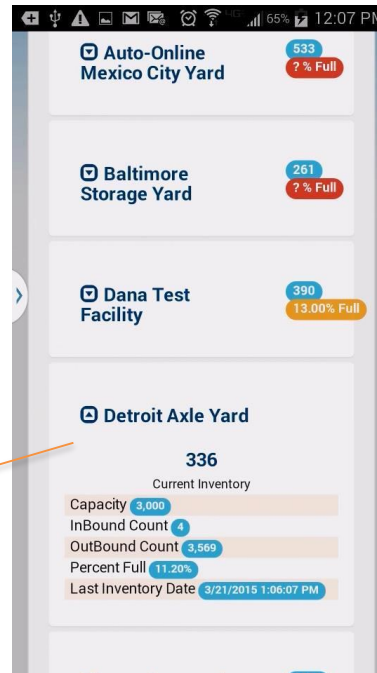 65% 12:07 PM
Auto-Online
Mexico City Yard
533
? % Full
Baltimore
Storage Yard
261
? % Full
Dana Test
Facility
390
13.00% Full
Detroit Axle Yard
336
Current Inventory
Capacity 3,000
InBound Count 4
OutBound Count 3,569
Percent Full 11.20%
Last Inventory Date 3/21/2015 1:06:07 PM